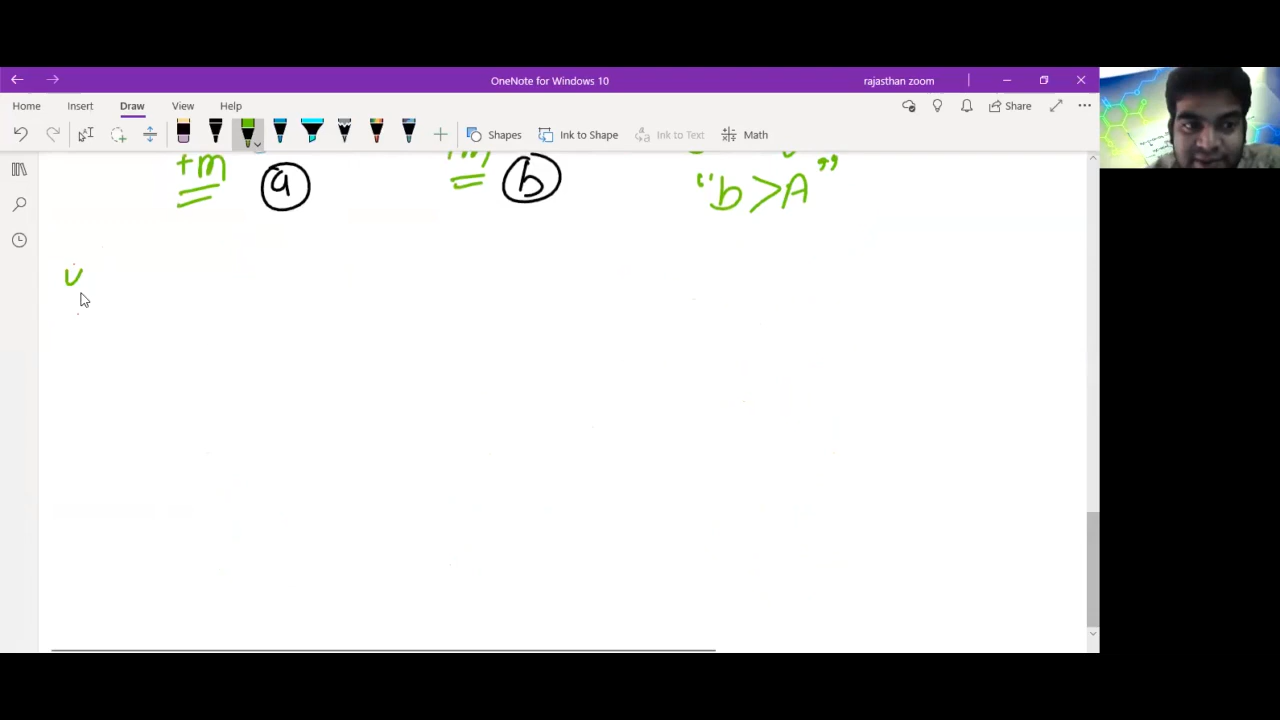 OneNote for Windows 10
rajasthan zoom
Home Insert Draw View Help
Share
Shapes Ink to Shape Ink to Text Math
+m a +m b
"b > A"